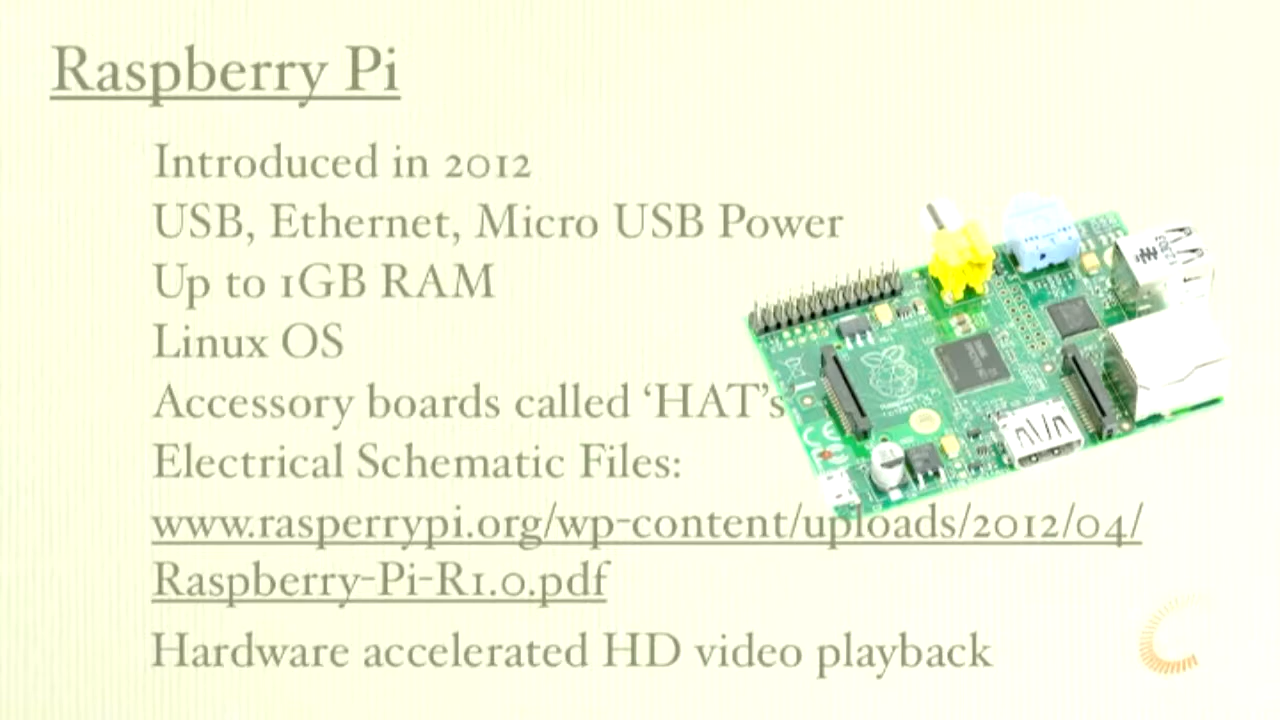 Raspberry Pi
Introduced in 2012
USB, Ethernet, Micro USB Power
Up to 1GB RAM
Linux OS
Accessory boards called ‘HAT’s
Electrical Schematic Files:
www.rasperrypi.org/wp-content/uploads/2012/04/
Raspberry-Pi-R1.0.pdf
Hardware accelerated HD video playback